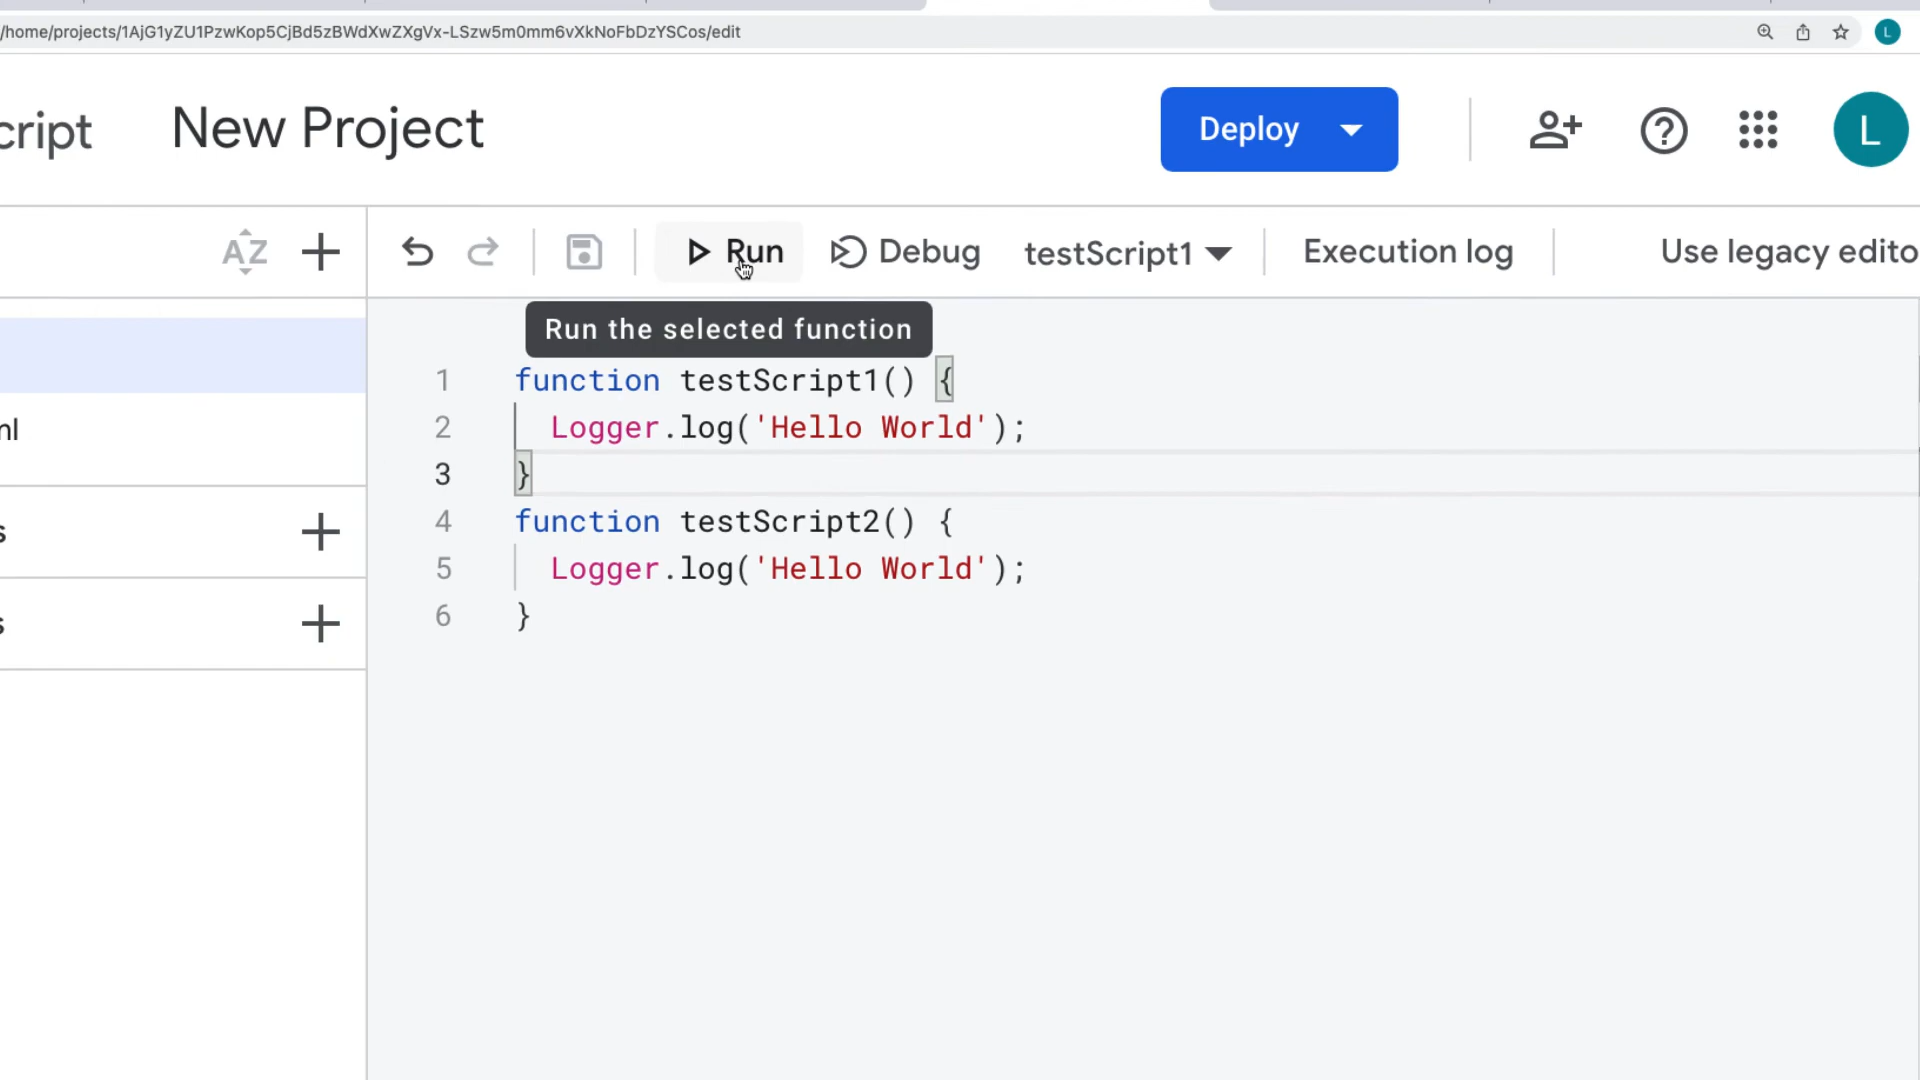 /home/projects/1AjG1yZU1PzwKop5CjBd5zBWdXwZXgVx-LSzw5m0mm6vXkNoFbDzYSCos/edit
L
cript New Project Deploy L
AZ Run Debug testScript1 Execution log Use legacy edito
Run the selected function
1 function testScript1() {
2 Logger.log('Hello World');
3 }
4 function testScript2() {
5 Logger.log('Hello World');
6 }
ml
s
s